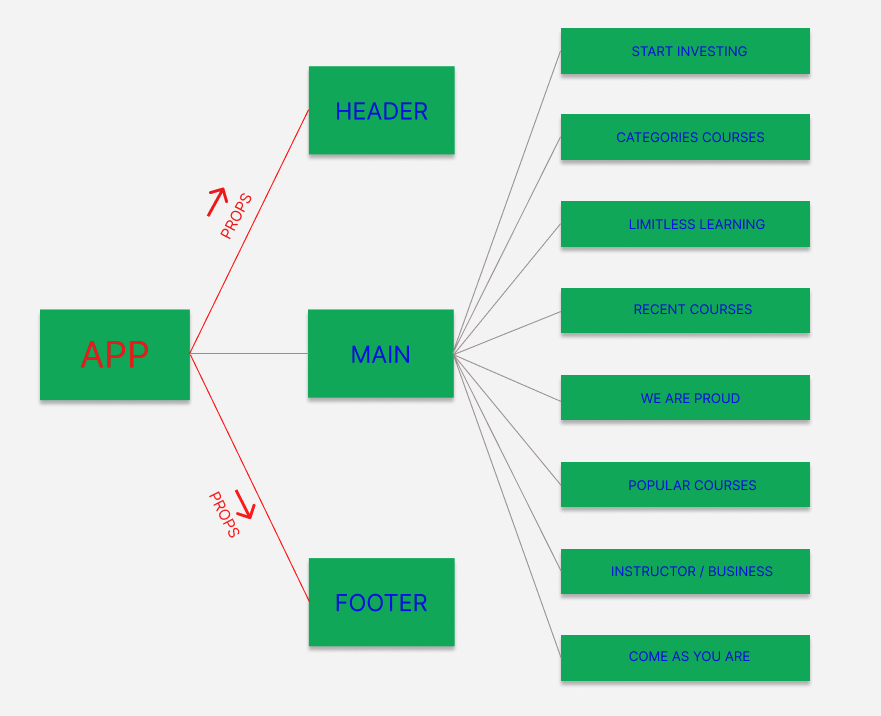 START INVESTING
HEADER
CATEGORIES COURSES
PROPS
LIMITLESS LEARNING
RECENT COURSES
APP
MAIN
WE ARE PROUD
POPULAR COURSES
PROPS
INSTRUCTOR / BUSINESS
FOOTER
COME AS YOU ARE